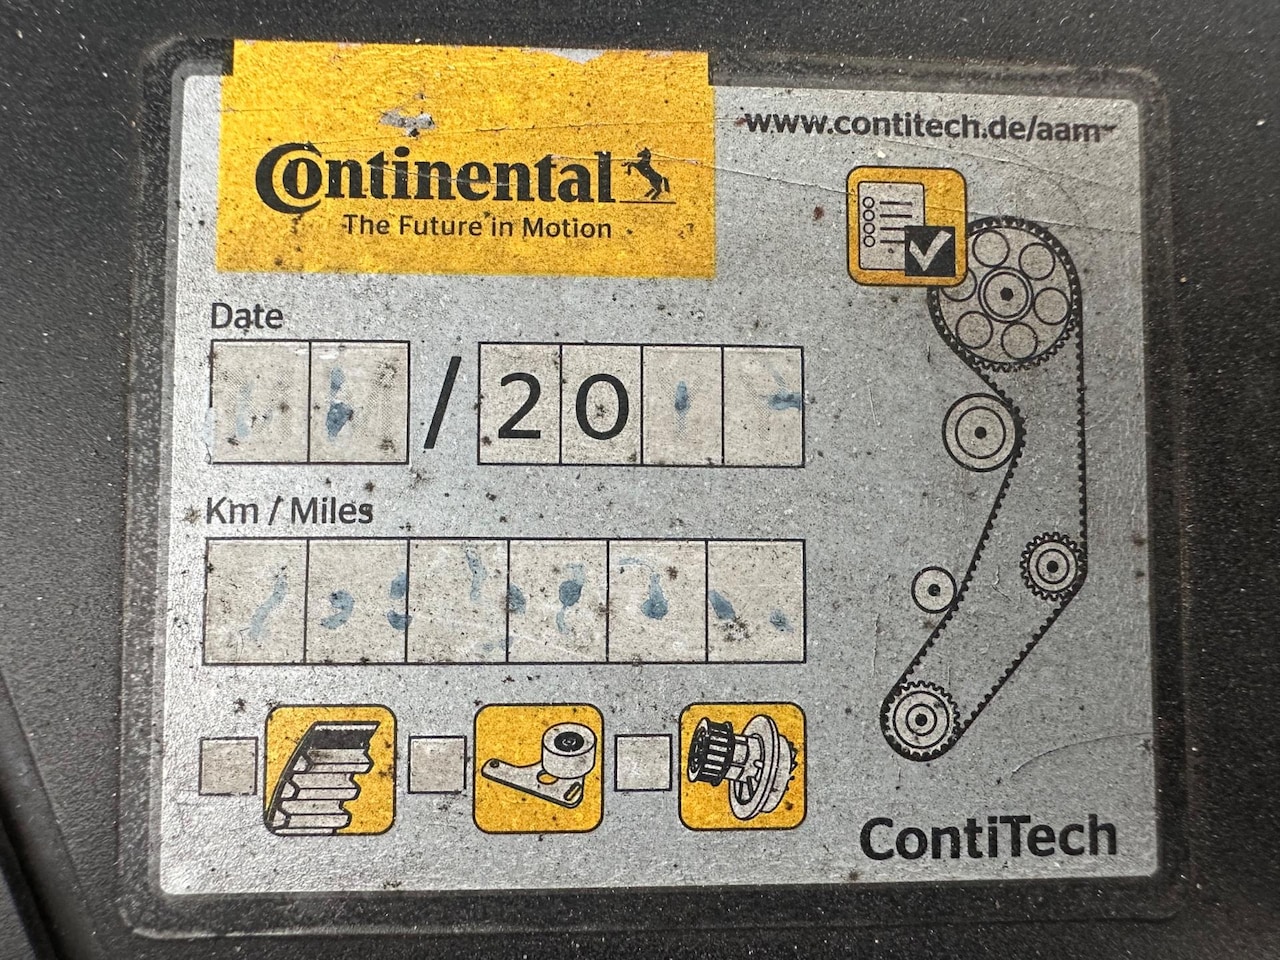 Continental
The Future in Motion
www.contitech.de/aam
Date
/ 20
Km / Miles
ContiTech